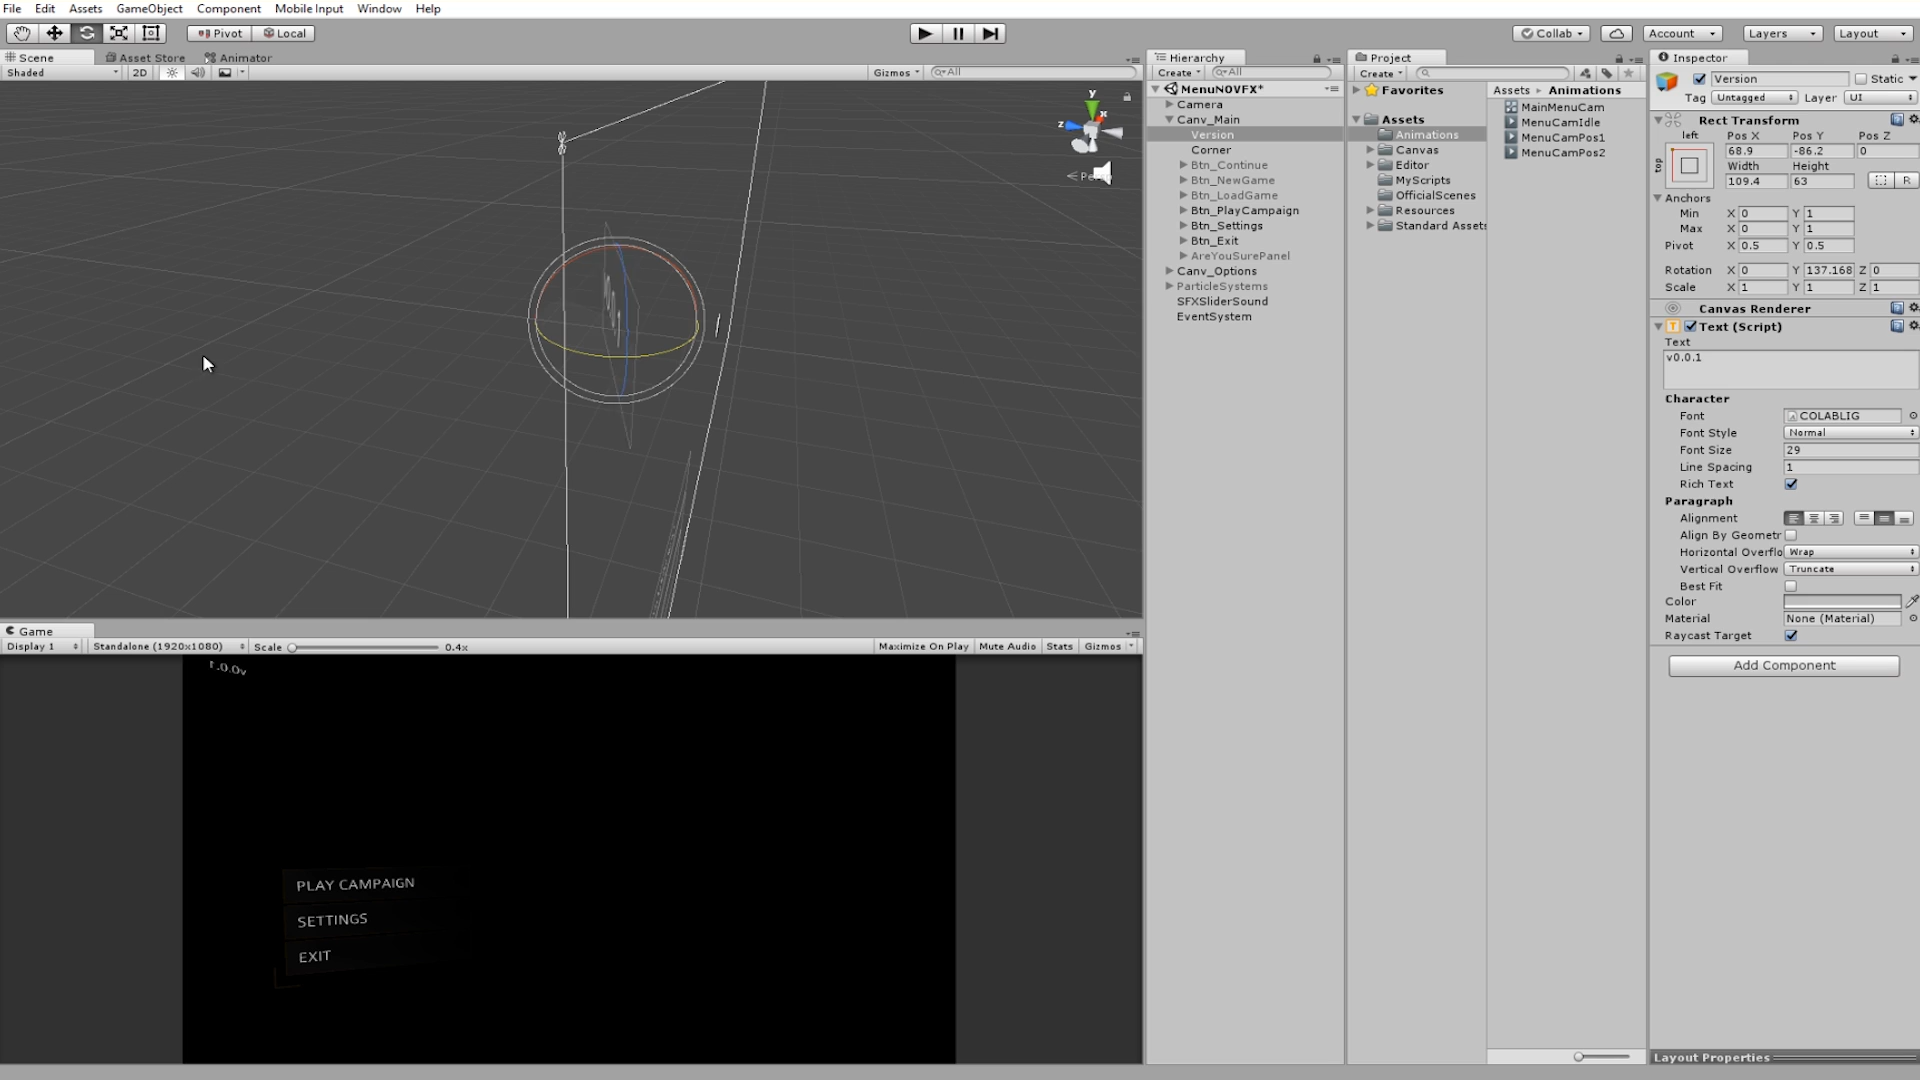 File Edit Assets GameObject Component Mobile Input Window Help
Pivot Local Collab Account Layers Layout
Scene Asset Store Animator
Shaded 2D Gizmos All
y
x
z
Persp
Game
Display 1 Standalone (1920x1080) Scale 0.4x Maximize On Play Mute Audio Stats Gizmos
v0.0.1
PLAY CAMPAIGN
SETTINGS
EXIT
Hierarchy
Create All
MenuNOVFX*
Camera
Canv_Main
Version
Corner
Btn_Continue
Btn_NewGame
Btn_LoadGame
Btn_PlayCampaign
Btn_Settings
Btn_Exit
AreYouSurePanel
Canv_Options
ParticleSystems
SFXSliderSound
EventSystem
Project
Create
Favorites
Assets
Animations
Canvas
Editor
MyScripts
OfficialScenes
Resources
Standard Assets
Assets Animations
MainMenuCam
MenuCamIdle
MenuCamPos1
MenuCamPos2
Inspector
Version Static
Tag Untagged Layer UI
Rect Transform
left Pos X Pos Y Pos Z
top 68.9 -86.2 0
Width Height
109.4 63 R
Anchors
Min X 0 Y 1
Max X 0 Y 1
Pivot X 0.5 Y 0.5
Rotation X 0 Y 137.168 Z 0
Scale X 1 Y 1 Z 1
Canvas Renderer
Text (Script)
Text
v0.0.1
Character
Font COLABLIG
Font Style Normal
Font Size 29
Line Spacing 1
Rich Text
Paragraph
Alignment
Align By Geometr
Horizontal Overflo Wrap
Vertical Overflow Truncate
Best Fit
Color
Material None (Material)
Raycast Target
Add Component
Layout Properties